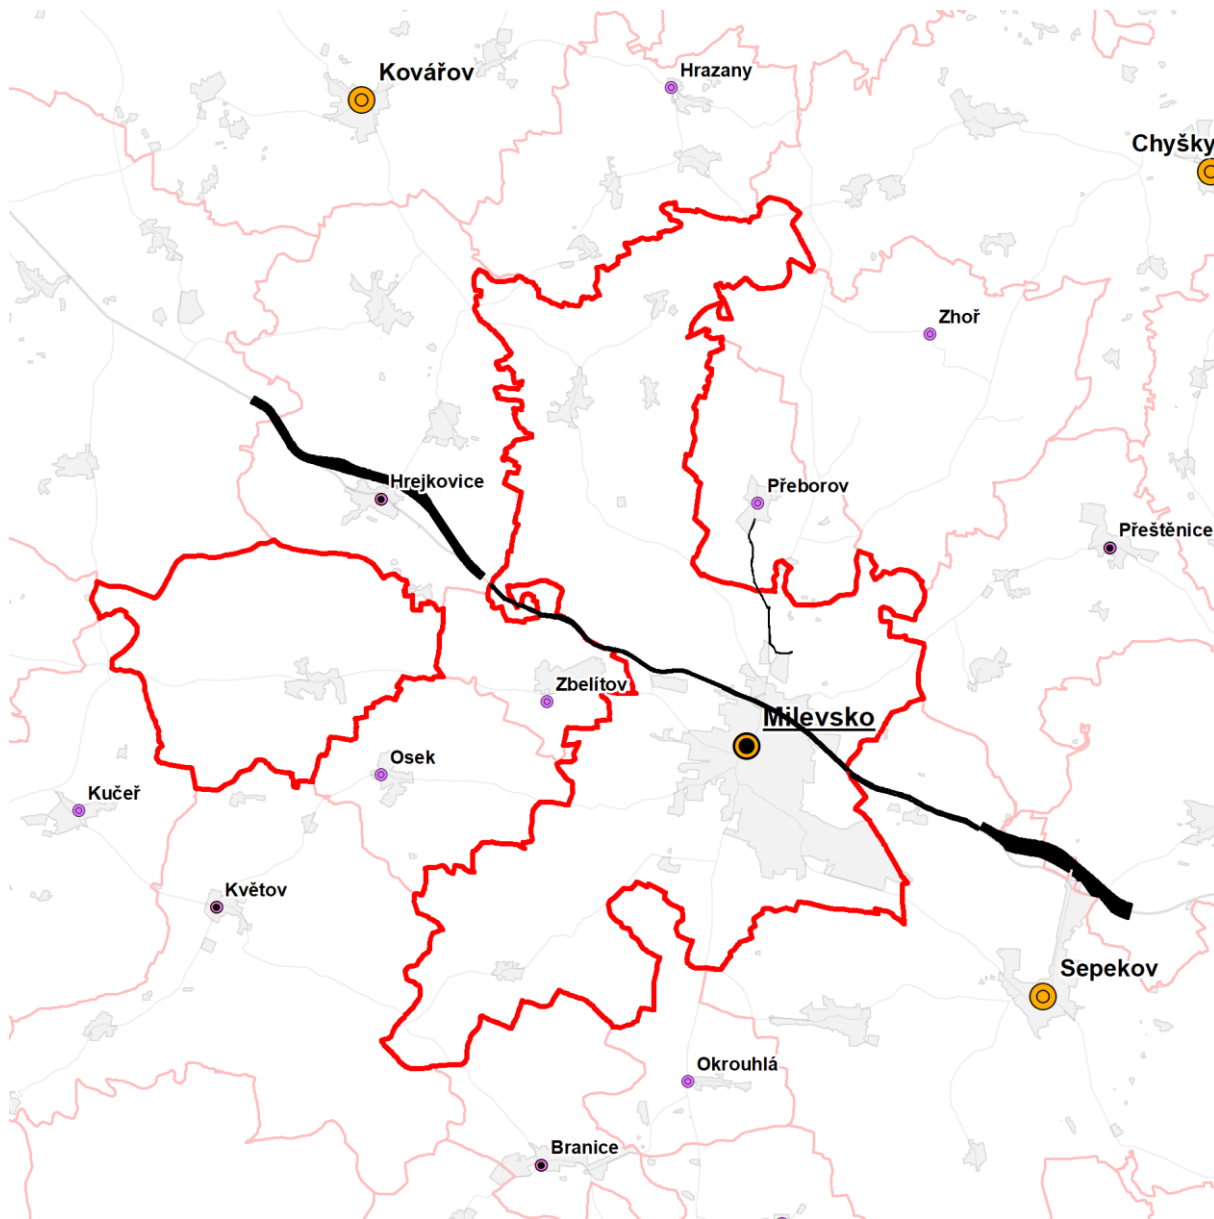 Kovářov
Hrazany
Chyšky
Zhoř
Hrejkovice
Přeborov
Přeštěnice
Zbelítov
Milevsko
Osek
Kučeř
Květov
Sepekov
Okrouhlá
Branice